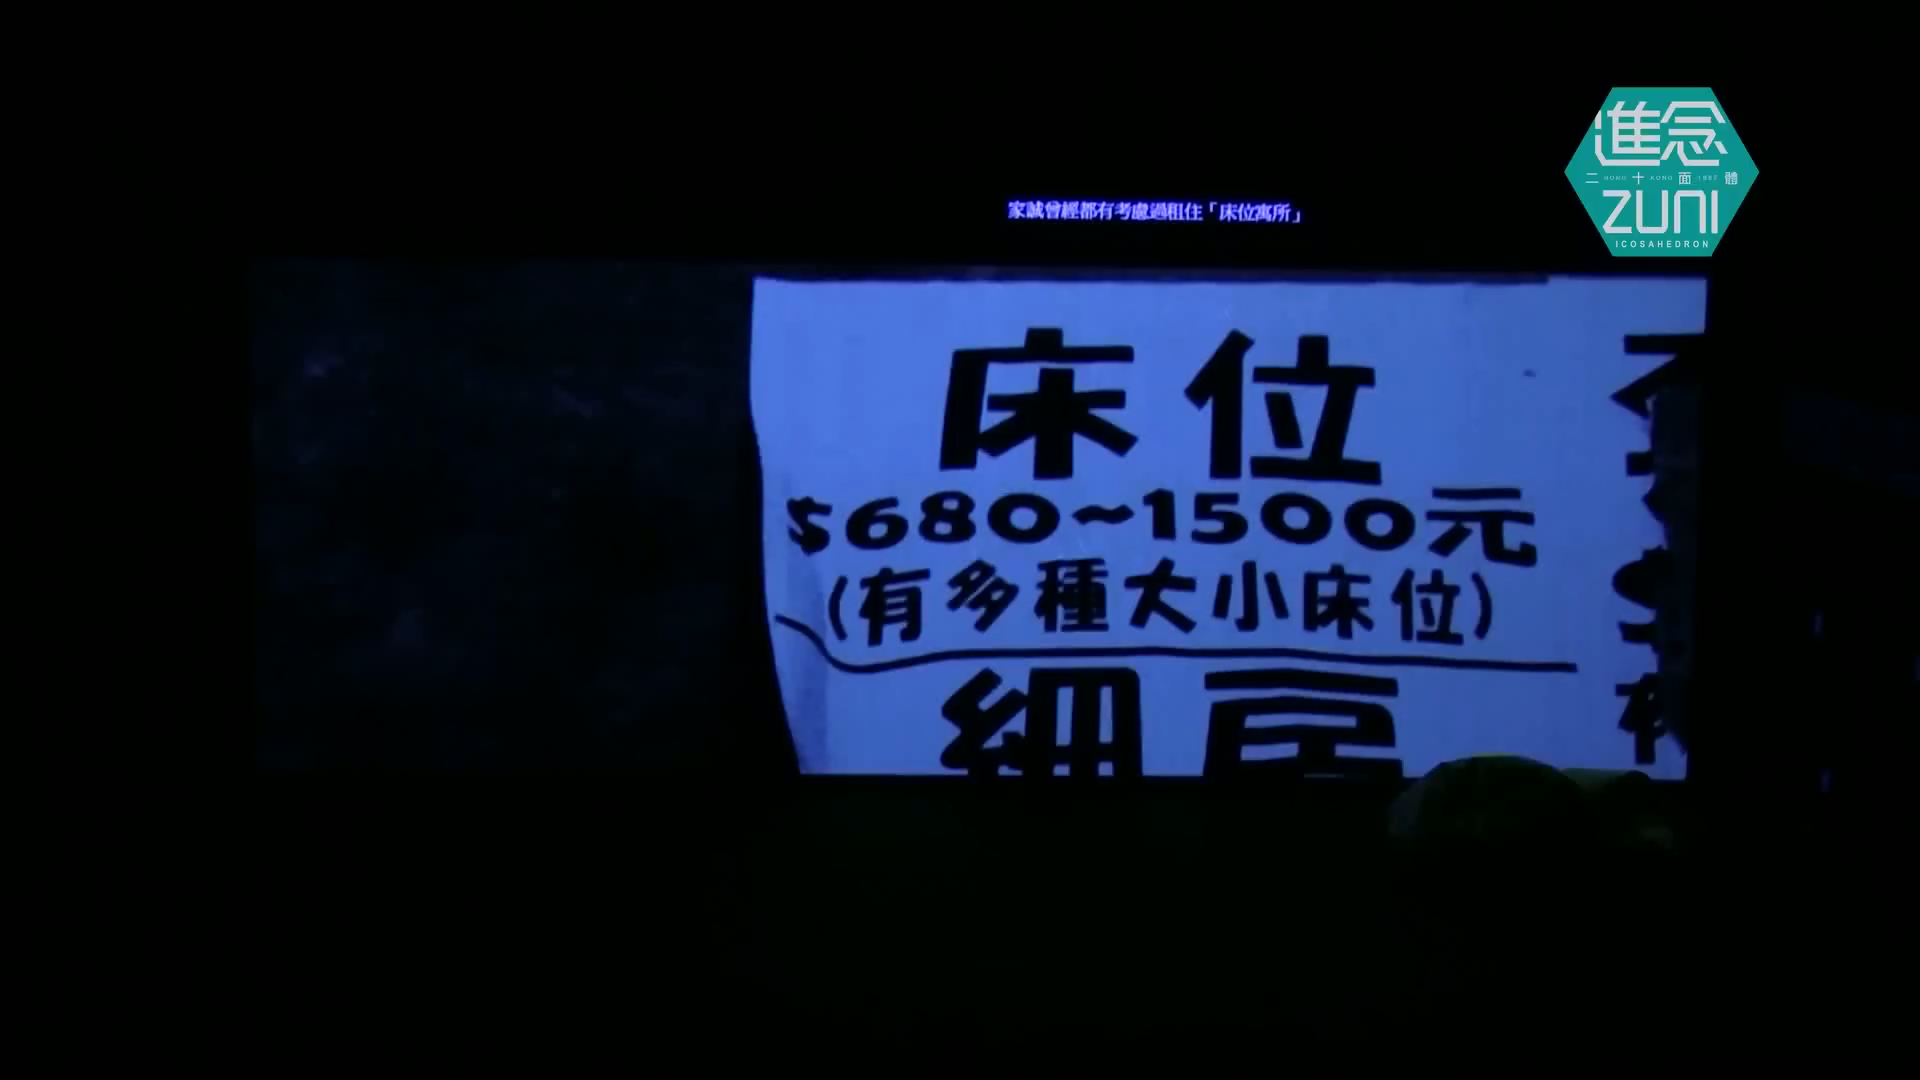 進念
二十面體
ZUNI
ICOSAHEDRON
家誠曾經都有考慮過租住「床位寓所」
床位
$680~1500元
(有多種大小床位)
細房